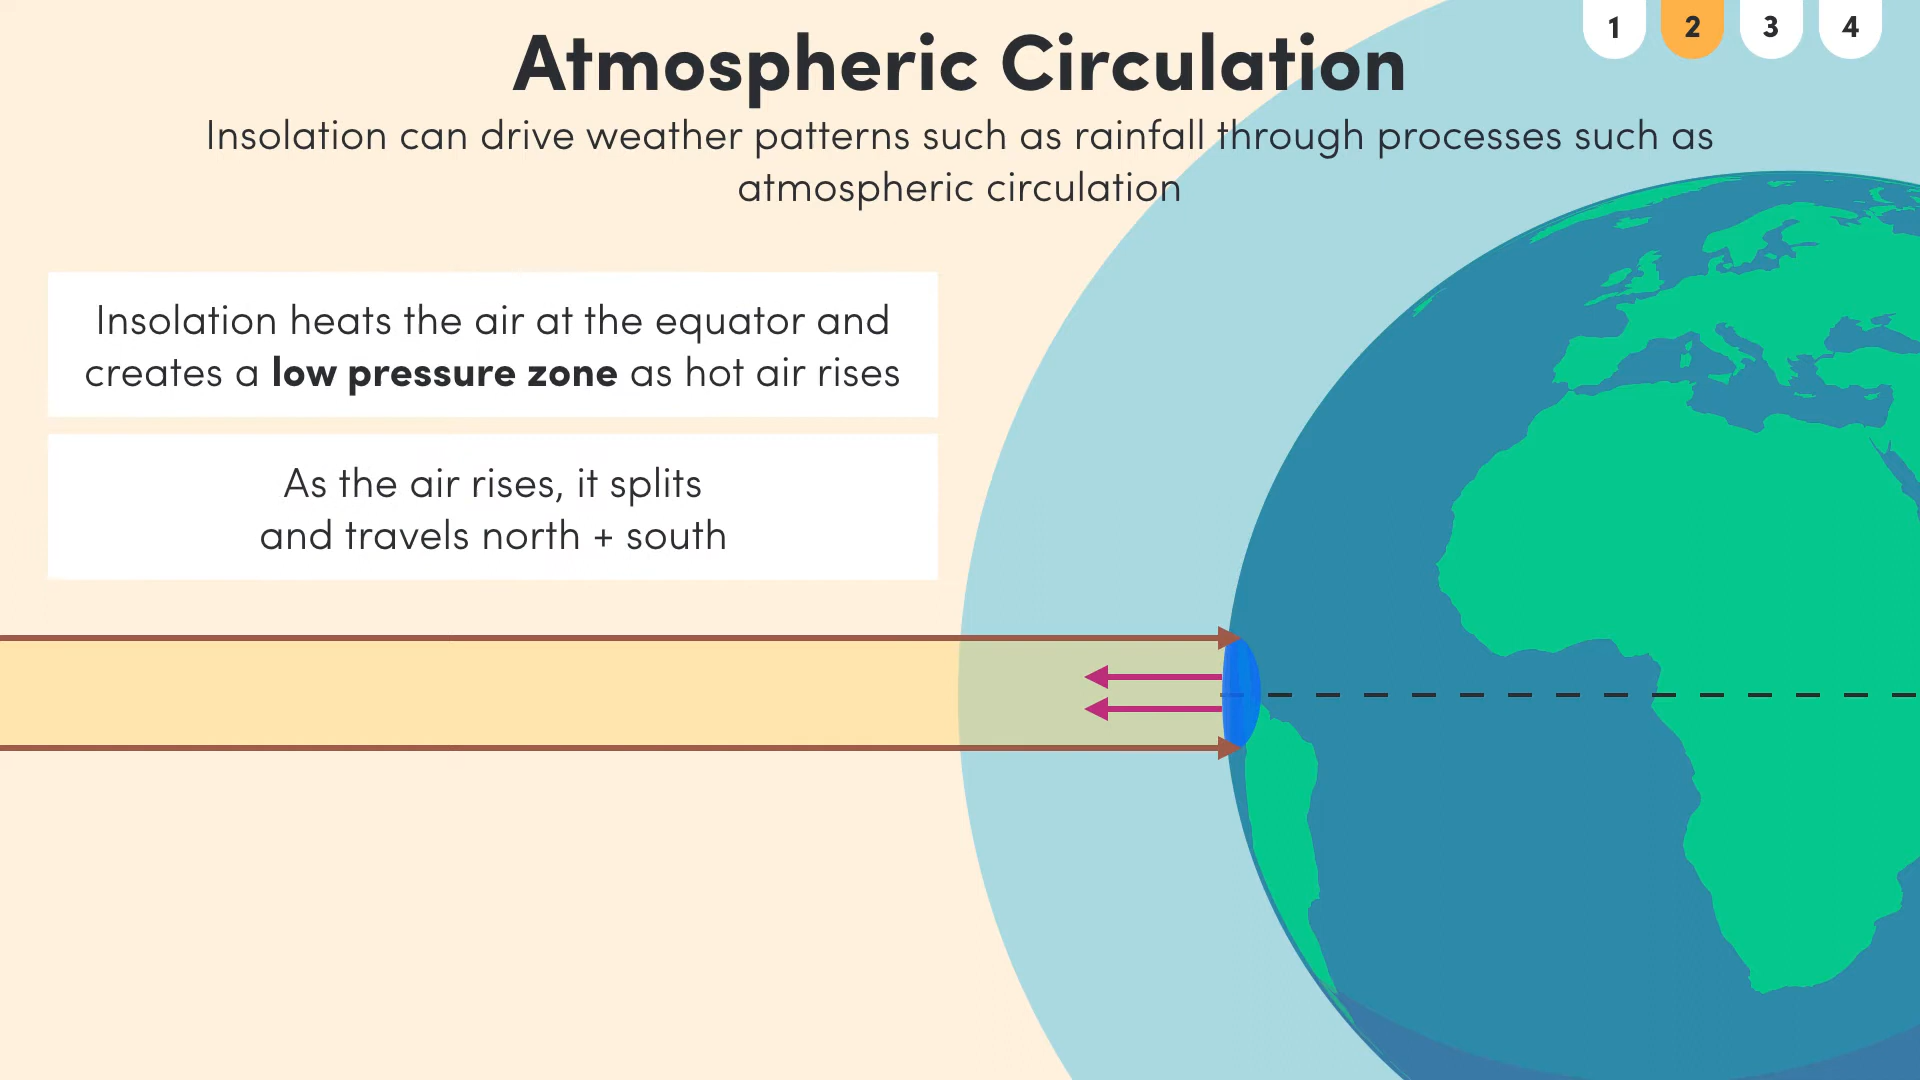 1 2 3 4
Atmospheric Circulation
Insolation can drive weather patterns such as rainfall through processes such as
atmospheric circulation
Insolation heats the air at the equator and
creates a low pressure zone as hot air rises
As the air rises, it splits
and travels north + south